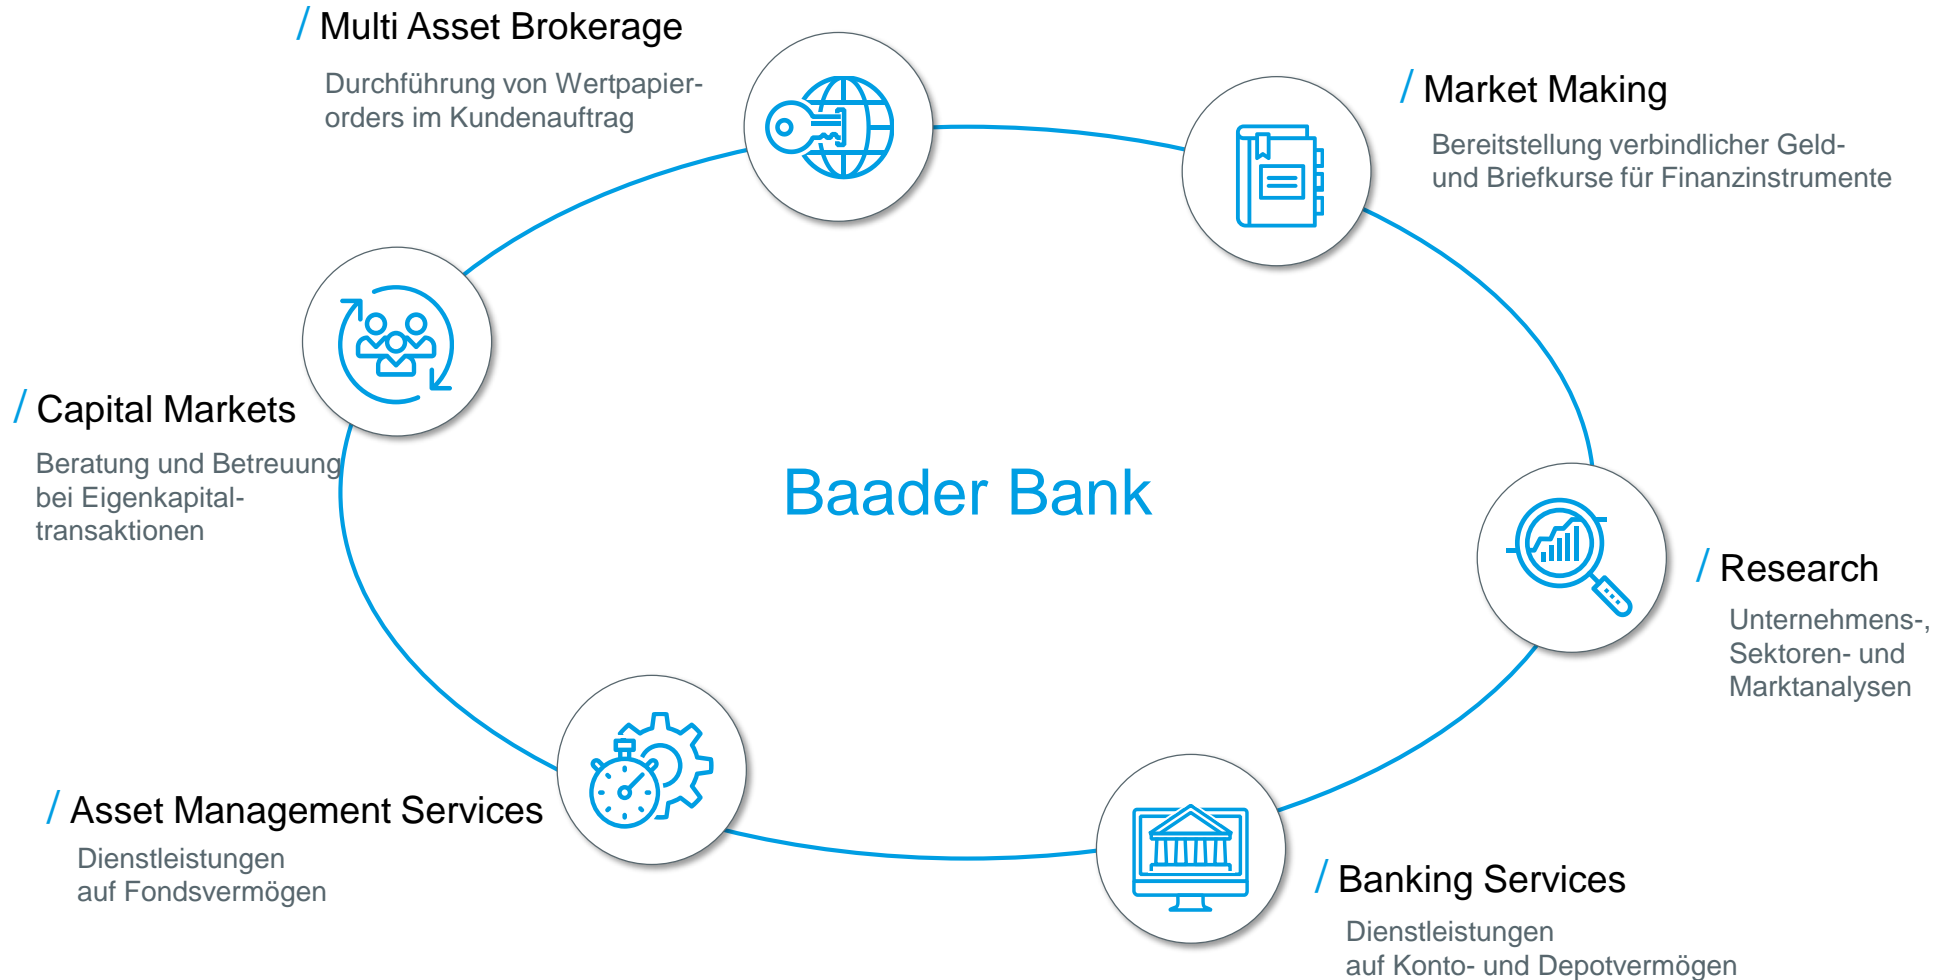 / Multi Asset Brokerage
Durchführung von Wertpapier-
orders im Kundenauftrag
/ Market Making
Bereitstellung verbindlicher Geld-
und Briefkurse für Finanzinstrumente
/ Capital Markets
Beratung und Betreuung
bei Eigenkapital-
transaktionen
Baader Bank
/ Research
Unternehmens-,
Sektoren- und
Marktanalysen
/ Asset Management Services
Dienstleistungen
auf Fondsvermögen
/ Banking Services
Dienstleistungen
auf Konto- und Depotvermögen